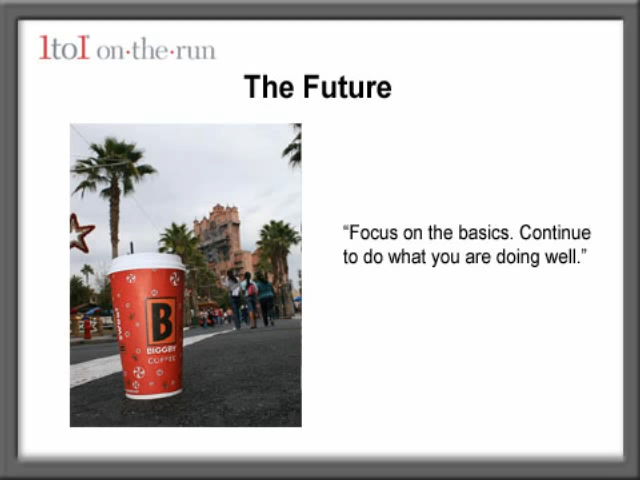 1to1 on·the·run
The Future
“Focus on the basics. Continue
to do what you are doing well.”
B
BIGGBY
COFFEE